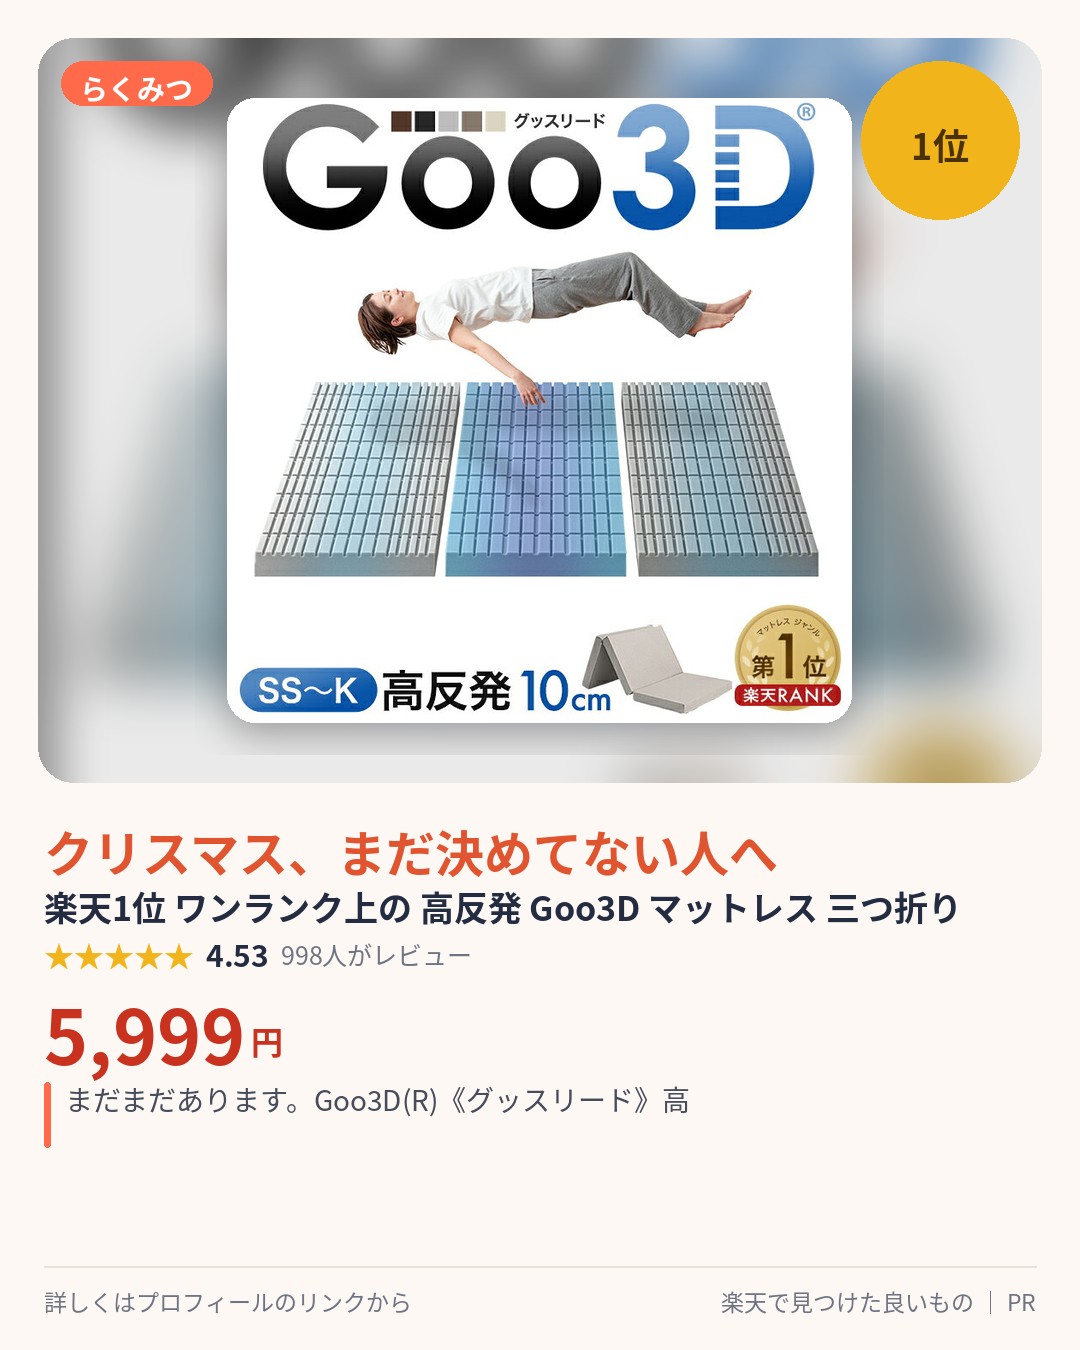 らくみつ
1位
Goo3D®
グッスリード
SS〜K 高反発 10cm
マットレス ジャンル
第1位
楽天RANK
クリスマス、まだ決めてない人へ
楽天1位 ワンランク上の 高反発 Goo3D マットレス 三つ折り
★★★★★ 4.53 998人がレビュー
5,999円
まだまだあります。Goo3D(R)《グッスリード》高
詳しくはプロフィールのリンクから
楽天で見つけた良いもの｜PR